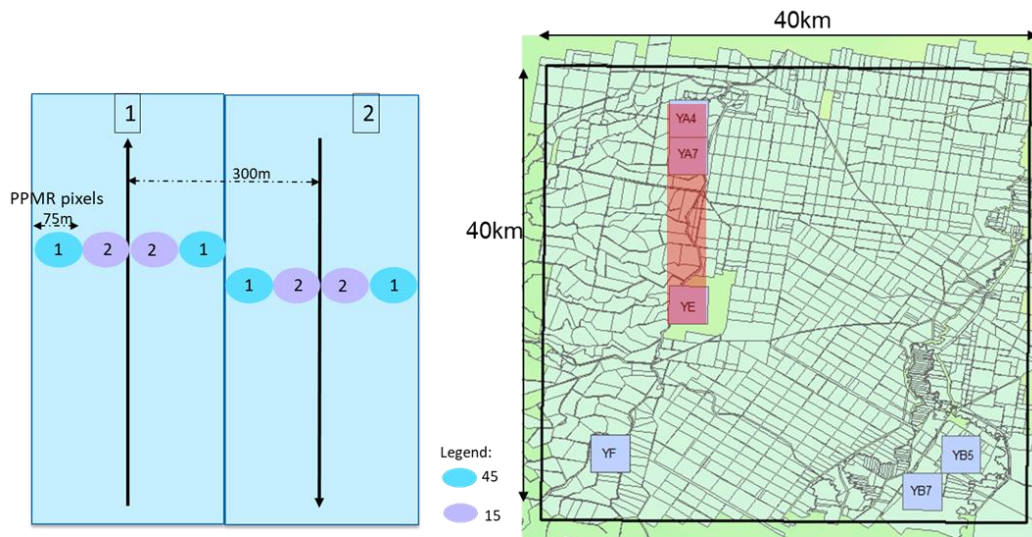 1
2
300m
PPMR pixels
75m
1 2 2 1
1 2 2 1
Legend:
45
15
40km
40km
YA4
YA7
YE
YF
YB5
YB7